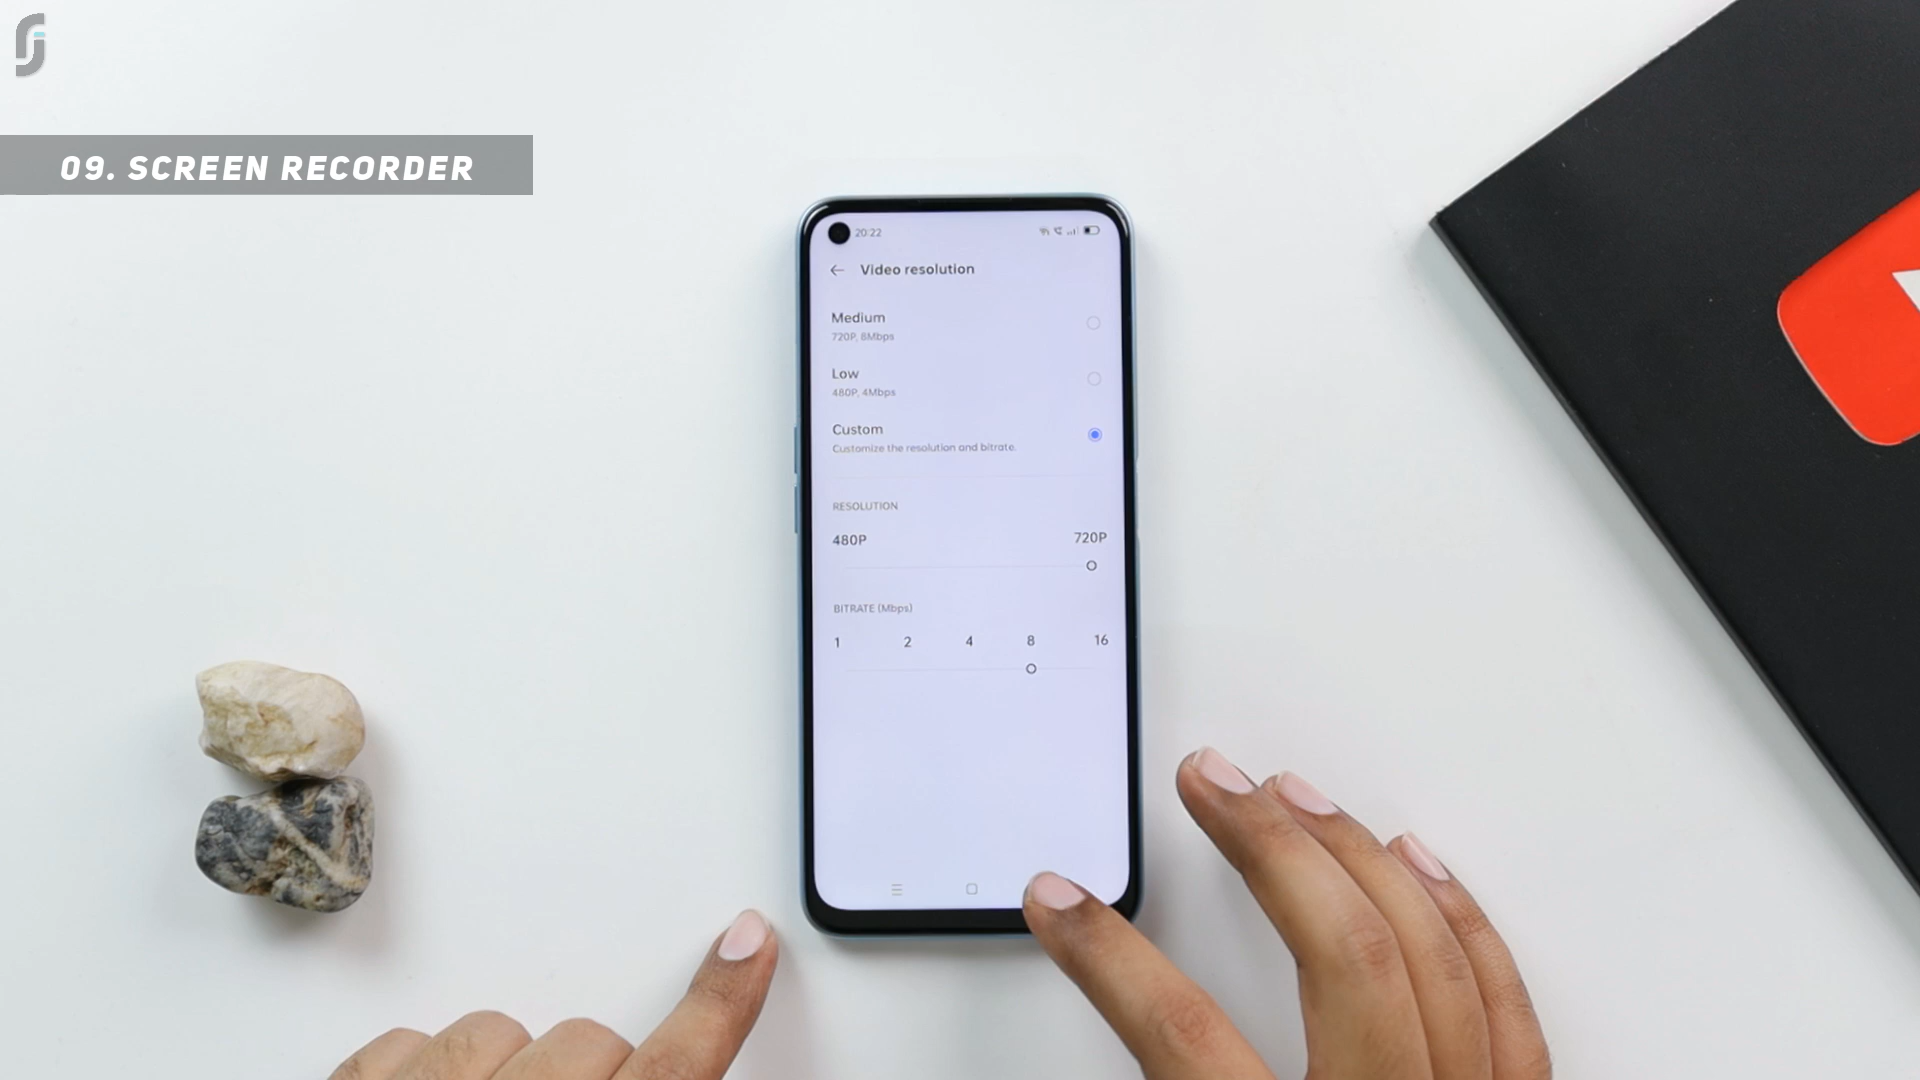 09. SCREEN RECORDER
20:22
Video resolution
Medium
720P, 8Mbps
Low
480P, 4Mbps
Custom
Customize the resolution and bitrate.
RESOLUTION
480P 720P
BITRATE (Mbps)
1 2 4 8 16